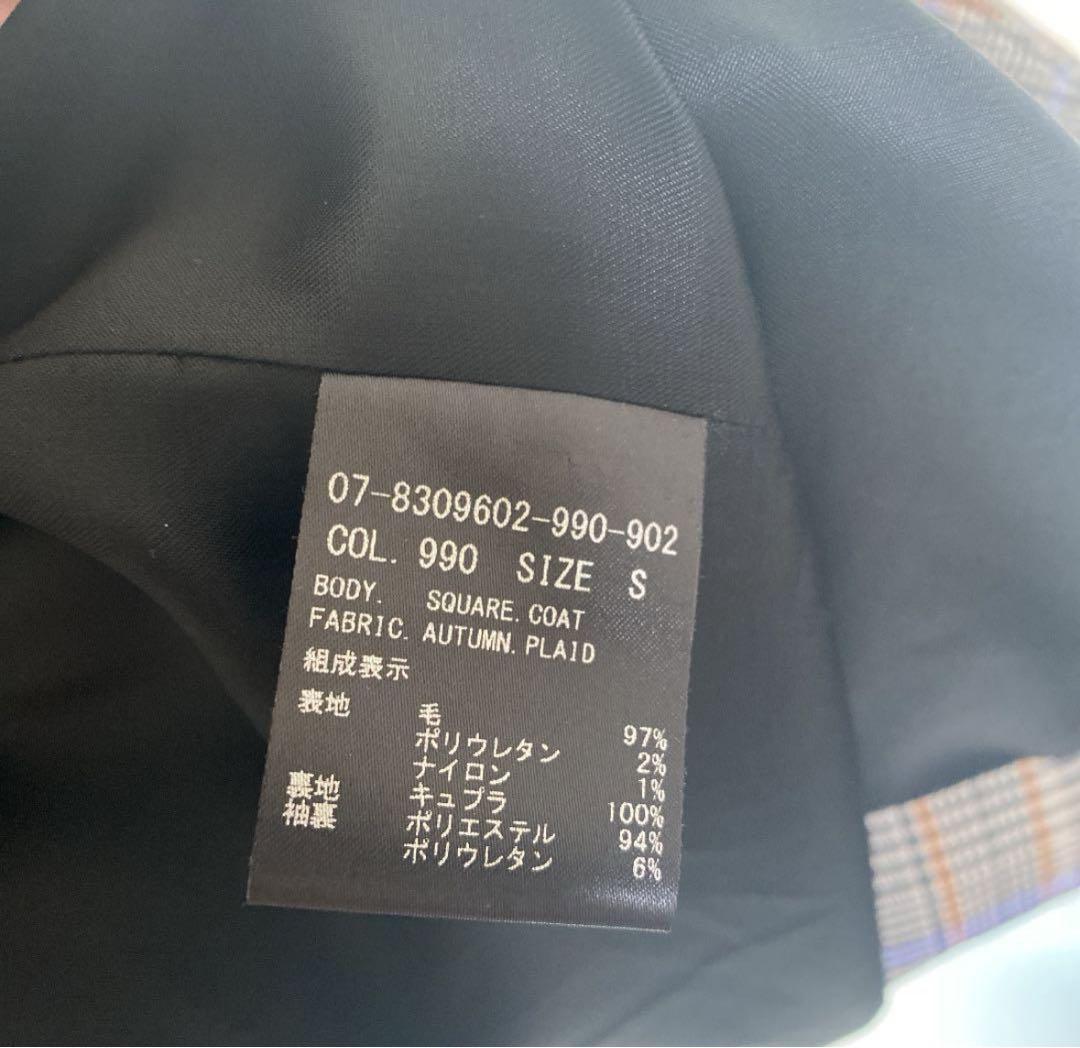 07-8309602-990-902
COL. 990 SIZE S
BODY. SQUARE.COAT
FABRIC. AUTUMN.PLAID
組成表示
表地 毛 97%
ポリウレタン 2%
ナイロン 1%
裏地 キュプラ 100%
袖裏 ポリエステル 94%
ポリウレタン 6%